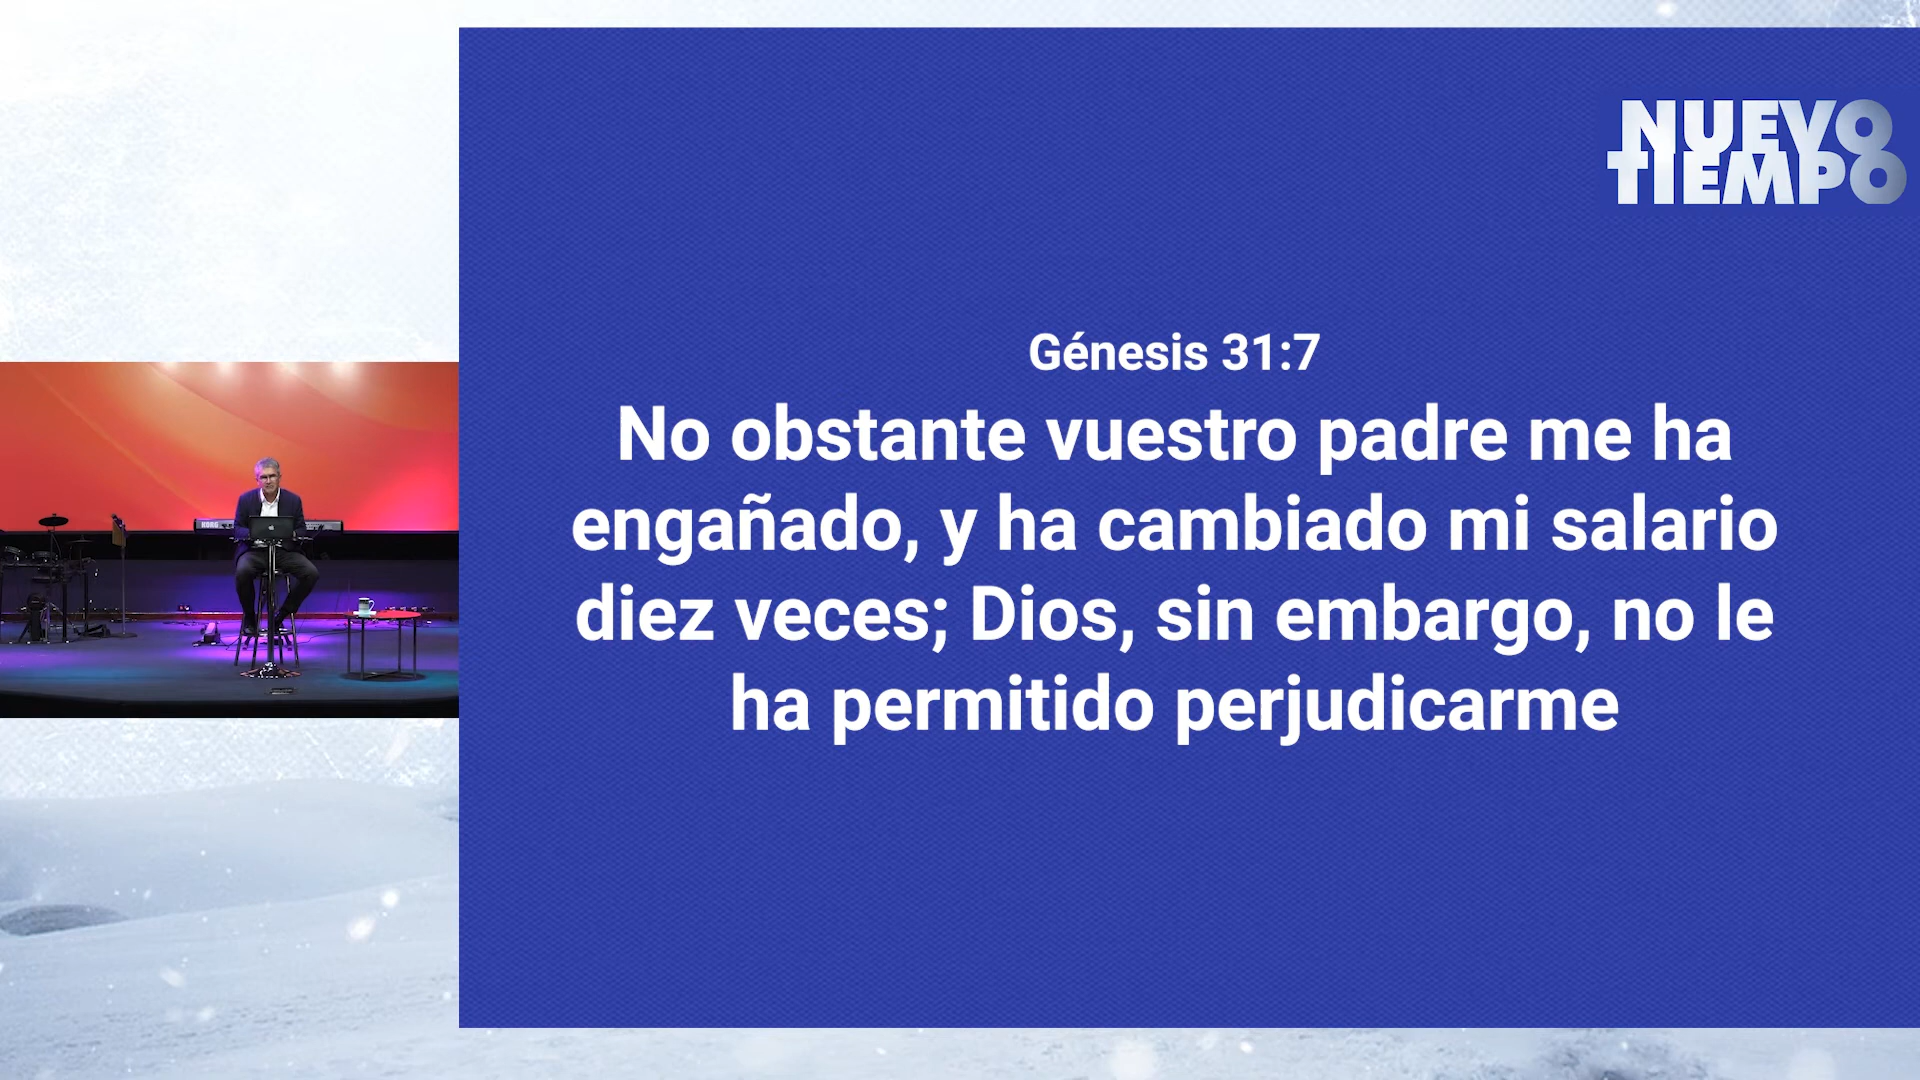 NUEVO
TIEMPO
Génesis 31:7
No obstante vuestro padre me ha
engañado, y ha cambiado mi salario
diez veces; Dios, sin embargo, no le
ha permitido perjudicarme
KORG